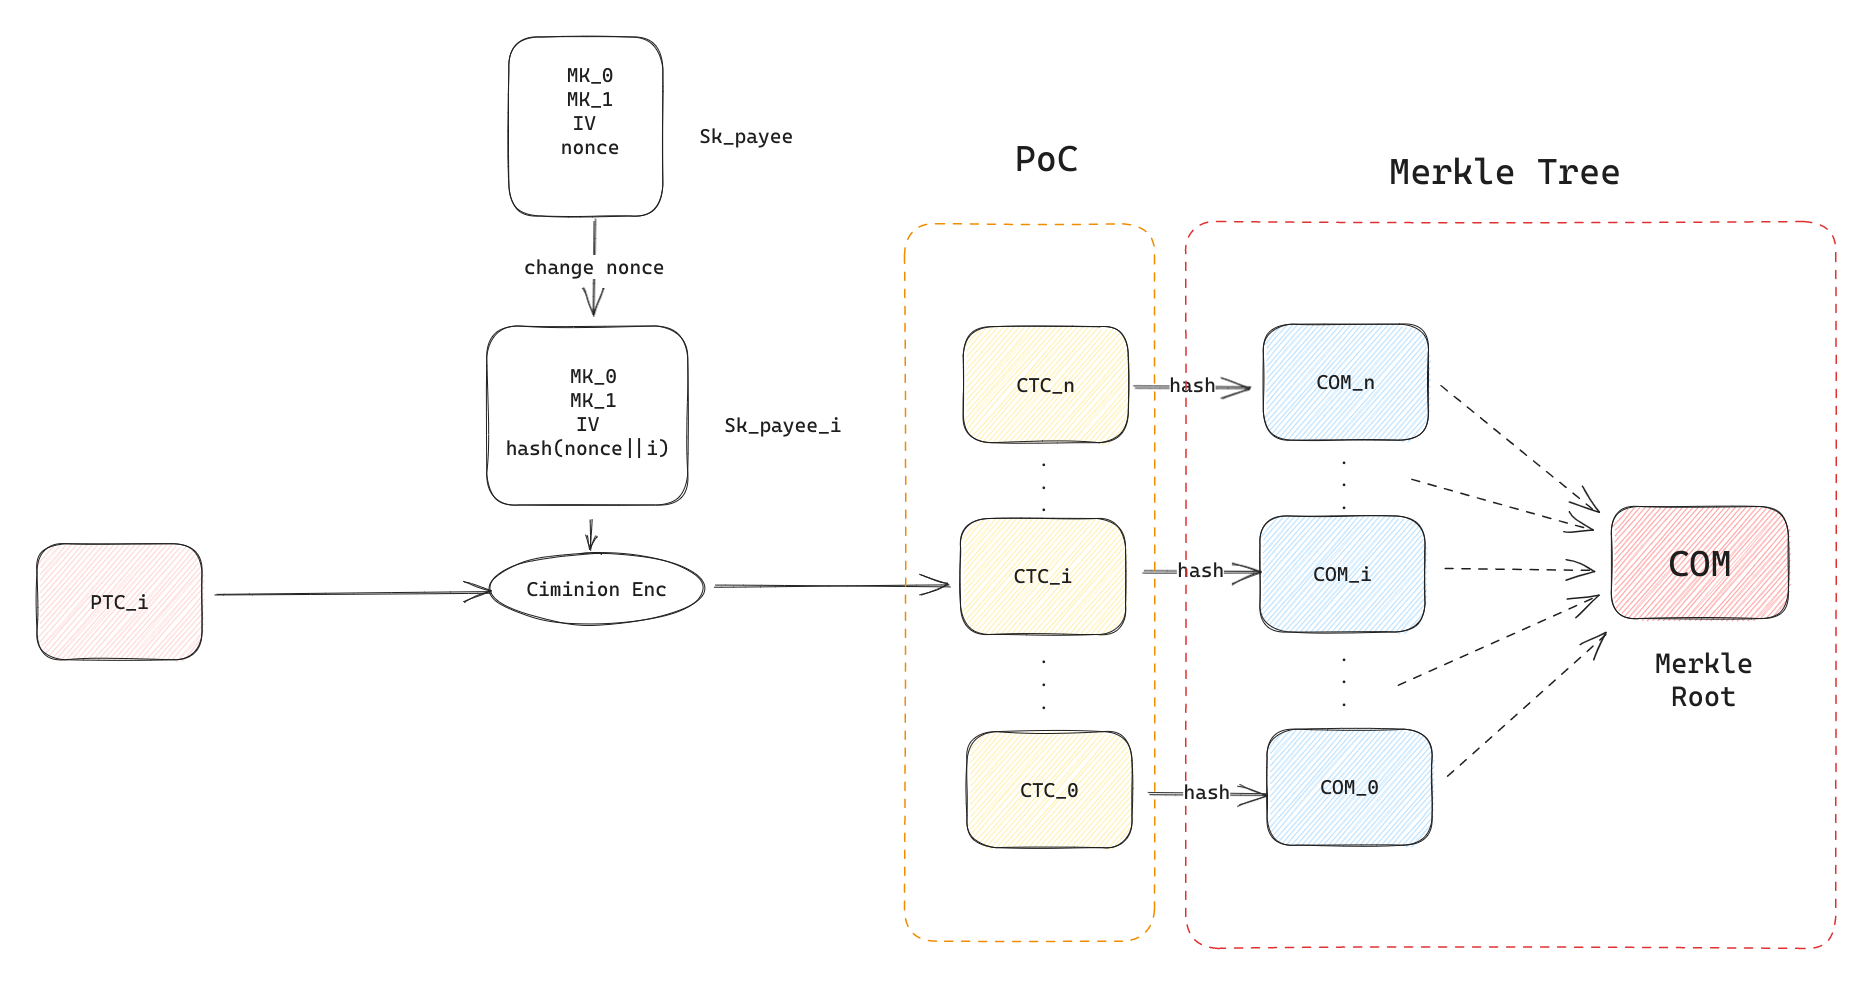 MK_0
MK_1
IV
nonce
Sk_payee
change nonce
MK_0
MK_1
IV
hash(nonce||i)
Sk_payee_i
PTC_i
Ciminion Enc
PoC
CTC_n
CTC_i
CTC_0
hash
hash
hash
Merkle Tree
COM_n
COM_i
COM_0
COM
Merkle
Root